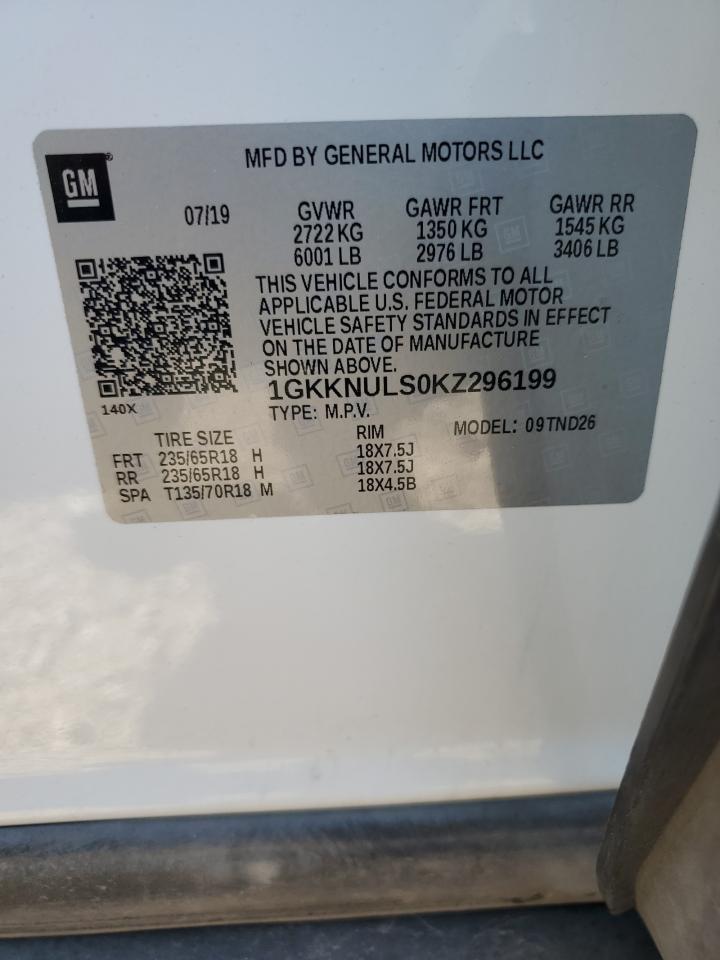 MFD BY GENERAL MOTORS LLC
GM®
07/19 GVWR GAWR FRT GAWR RR
2722 KG 1350 KG 1545 KG
6001 LB 2976 LB 3406 LB
THIS VEHICLE CONFORMS TO ALL
APPLICABLE U.S. FEDERAL MOTOR
VEHICLE SAFETY STANDARDS IN EFFECT
ON THE DATE OF MANUFACTURE
SHOWN ABOVE.
1GKKNULS0KZ296199
140X
TYPE: M.P.V. MODEL: 09TND26
TIRE SIZE RIM
FRT 235/65R18 H 18X7.5J
RR 235/65R18 H 18X7.5J
SPA T135/70R18 M 18X4.5B